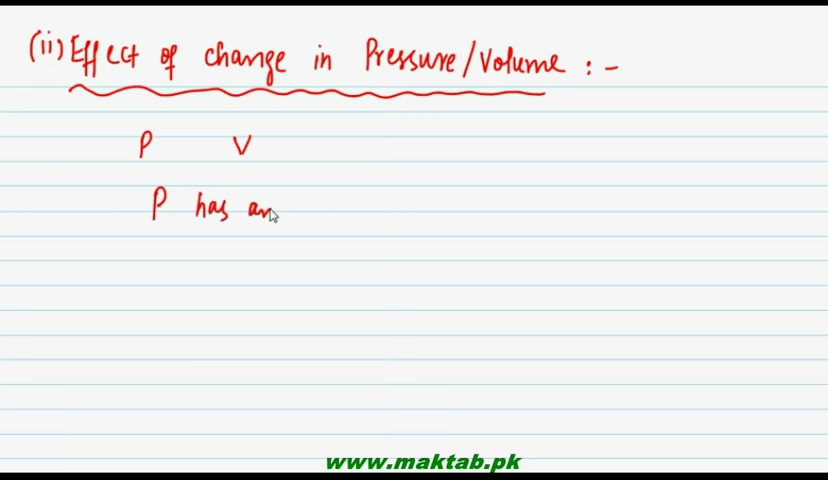 (ii) Effect of change in Pressure/Volume :-
P V
P has an
www.maktab.pk